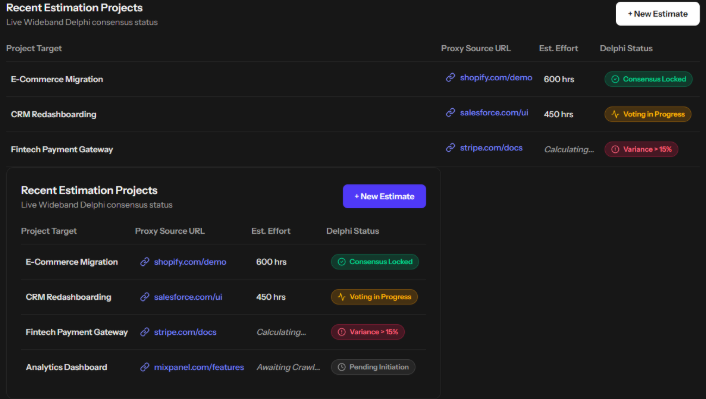 Recent Estimation Projects
Live Wideband Delphi consensus status
+ New Estimate
Project Target Proxy Source URL Est. Effort Delphi Status
E-Commerce Migration shopify.com/demo 600 hrs Consensus Locked
CRM Redashboarding salesforce.com/ui 450 hrs Voting in Progress
Fintech Payment Gateway stripe.com/docs Calculating... Variance > 15%
Recent Estimation Projects
Live Wideband Delphi consensus status
+ New Estimate
Project Target Proxy Source URL Est. Effort Delphi Status
E-Commerce Migration shopify.com/demo 600 hrs Consensus Locked
CRM Redashboarding salesforce.com/ui 450 hrs Voting in Progress
Fintech Payment Gateway stripe.com/docs Calculating... Variance > 15%
Analytics Dashboard mixpanel.com/features Awaiting Crawl... Pending Initiation